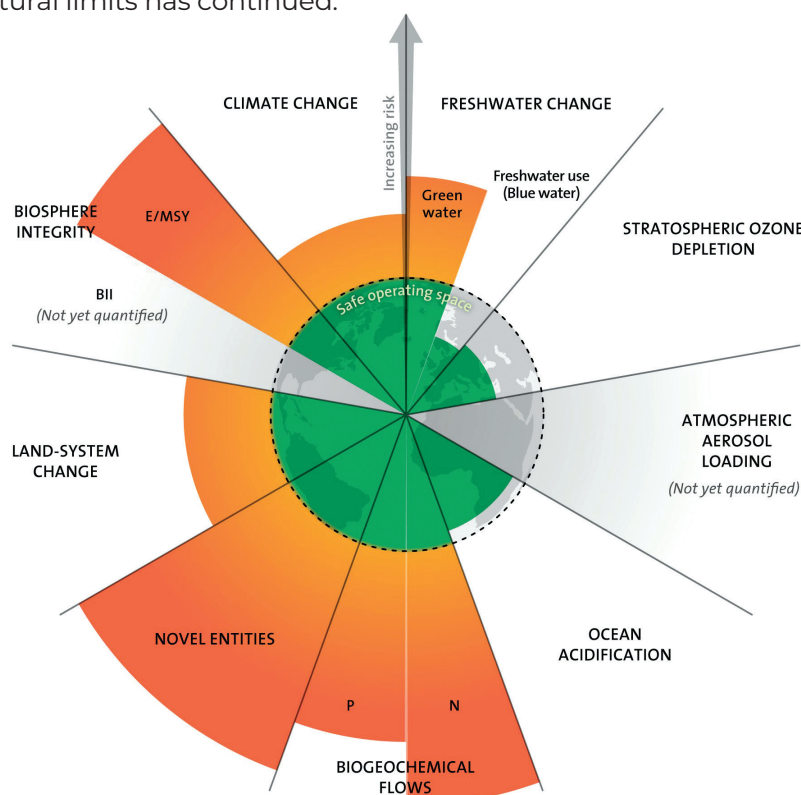 tural limits has continued.
CLIMATE CHANGE
Increasing risk
FRESHWATER CHANGE
Green
water
Freshwater use
(Blue water)
BIOSPHERE
INTEGRITY
E/MSY
STRATOSPHERIC OZONE
DEPLETION
BII
(Not yet quantified)
Safe operating space
LAND-SYSTEM
CHANGE
ATMOSPHERIC
AEROSOL
LOADING
(Not yet quantified)
NOVEL ENTITIES
OCEAN
ACIDIFICATION
P
N
BIOGEOCHEMICAL
FLOWS